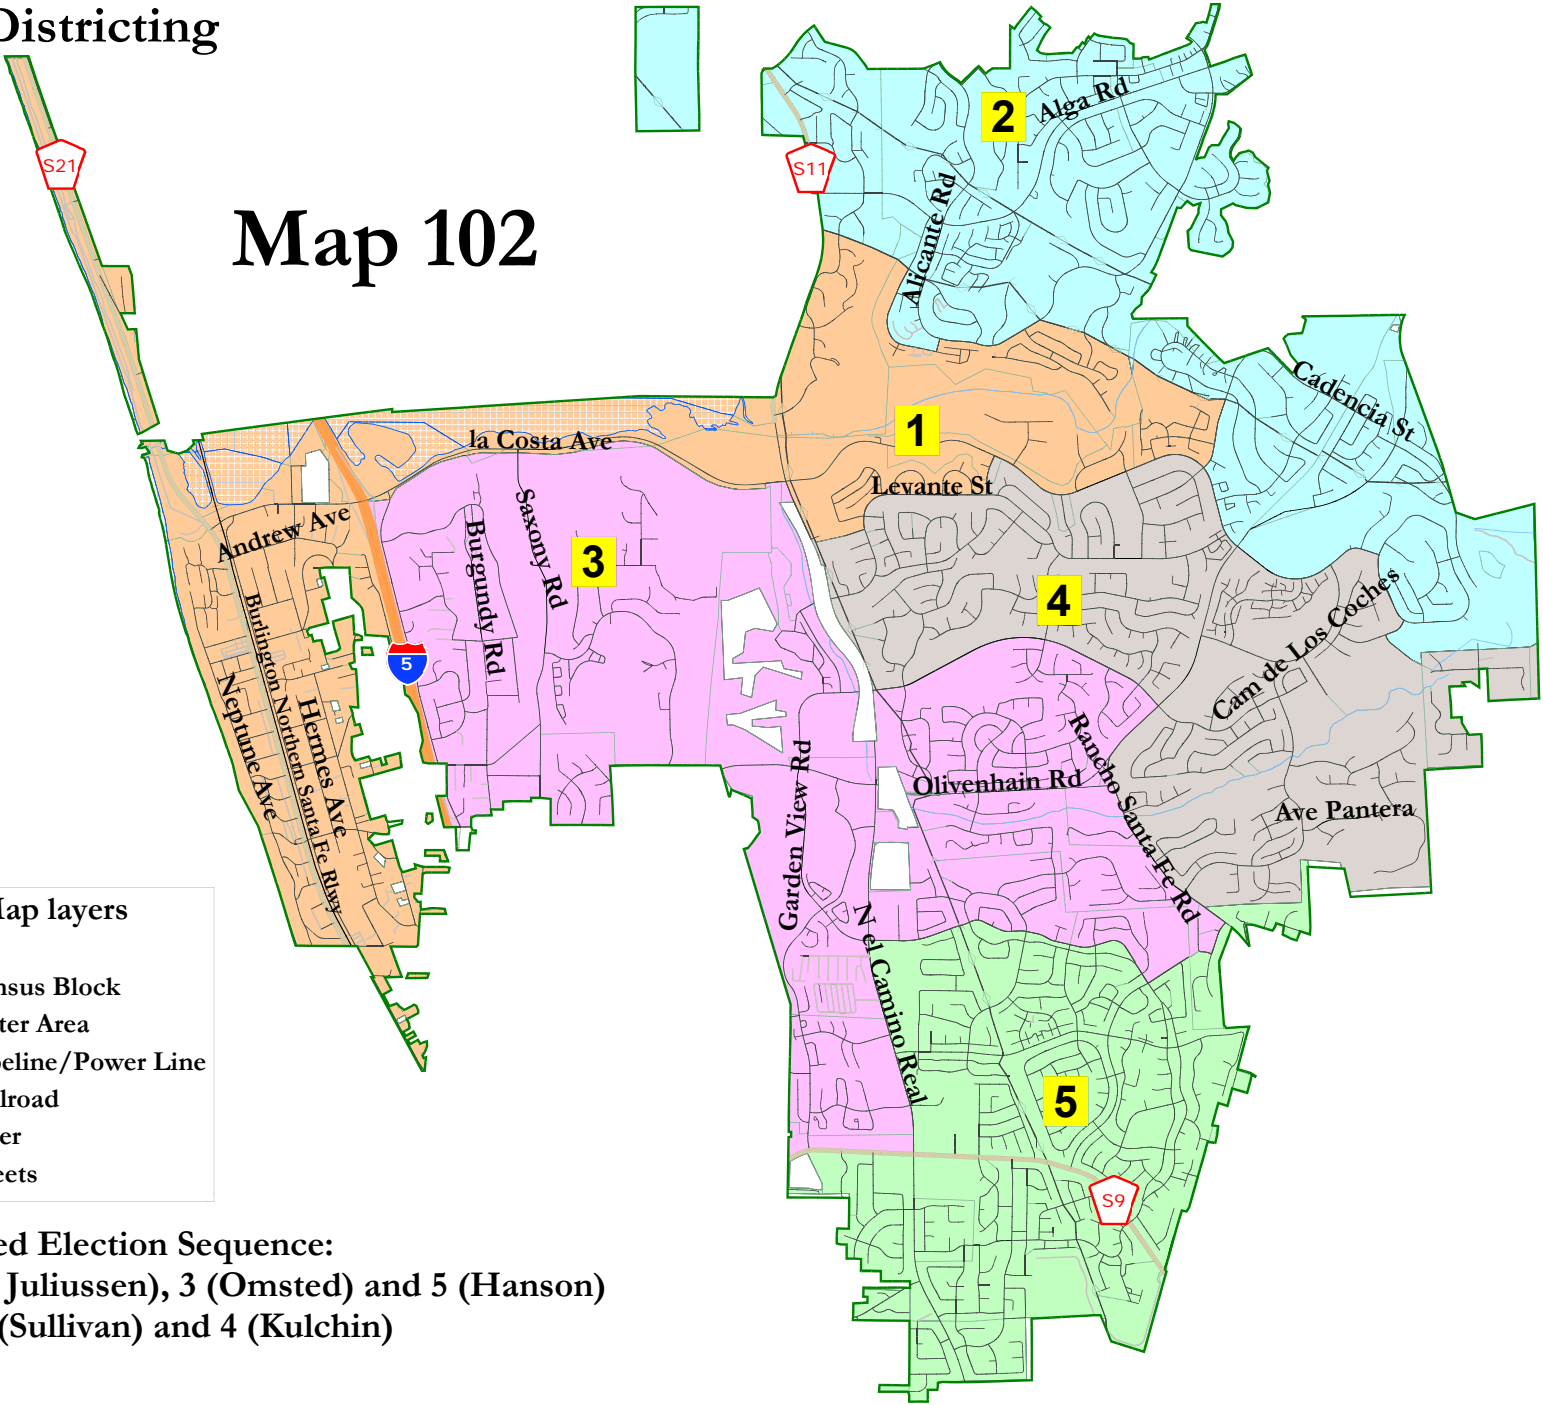 Districting
Map 102
S21
S11
2
Alga Rd
Alicante Rd
Cadencia St
1
la Costa Ave
Levante St
Andrew Ave
Saxony Rd
Burgundy Rd
3
4
Cam de Los Coches
5
Burlington Northern Santa Fe Rlwy
Neptune Ave
Hermes Ave
Rancho Santa Fe Rd
Olivenhain Rd
Garden View Rd
Ave Pantera
N el Camino Real
5
S9
Map layers
nsus Block
ter Area
peline/Power Line
lroad
er
eets
ed Election Sequence:
Juliussen), 3 (Omsted) and 5 (Hanson)
(Sullivan) and 4 (Kulchin)